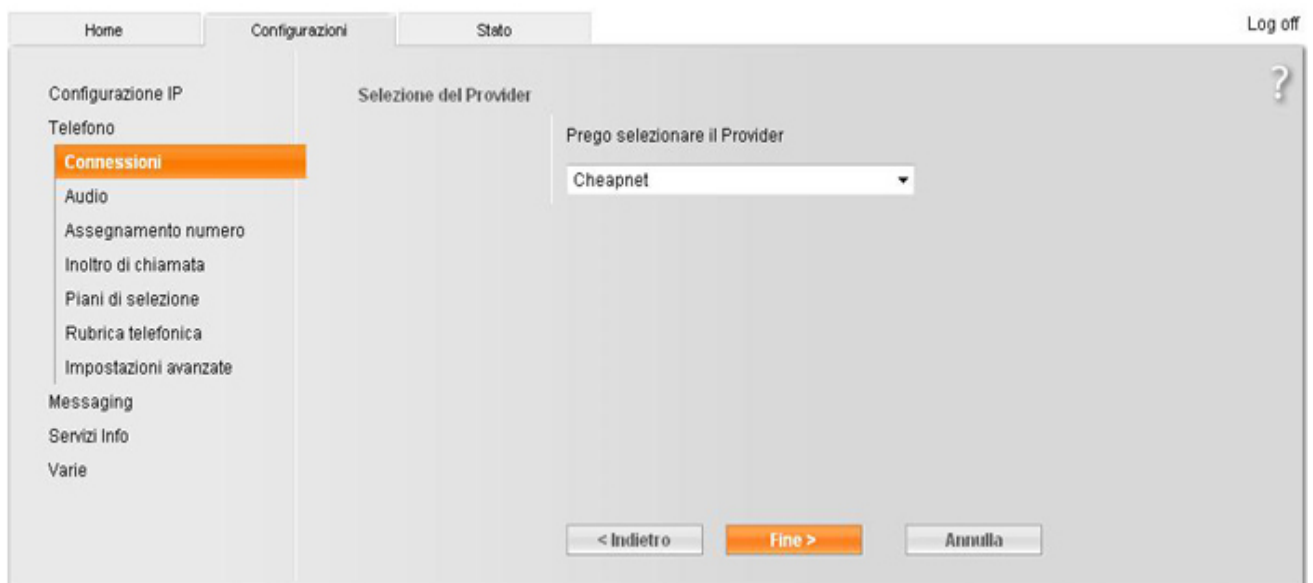 Home Configurazioni Stato Log off
?
Configurazione IP
Telefono
Connessioni
Audio
Assegnamento numero
Inoltro di chiamata
Piani di selezione
Rubrica telefonica
Impostazioni avanzate
Messaging
Servizi Info
Varie
Selezione del Provider
Prego selezionare il Provider
Cheapnet
< Indietro Fine > Annulla